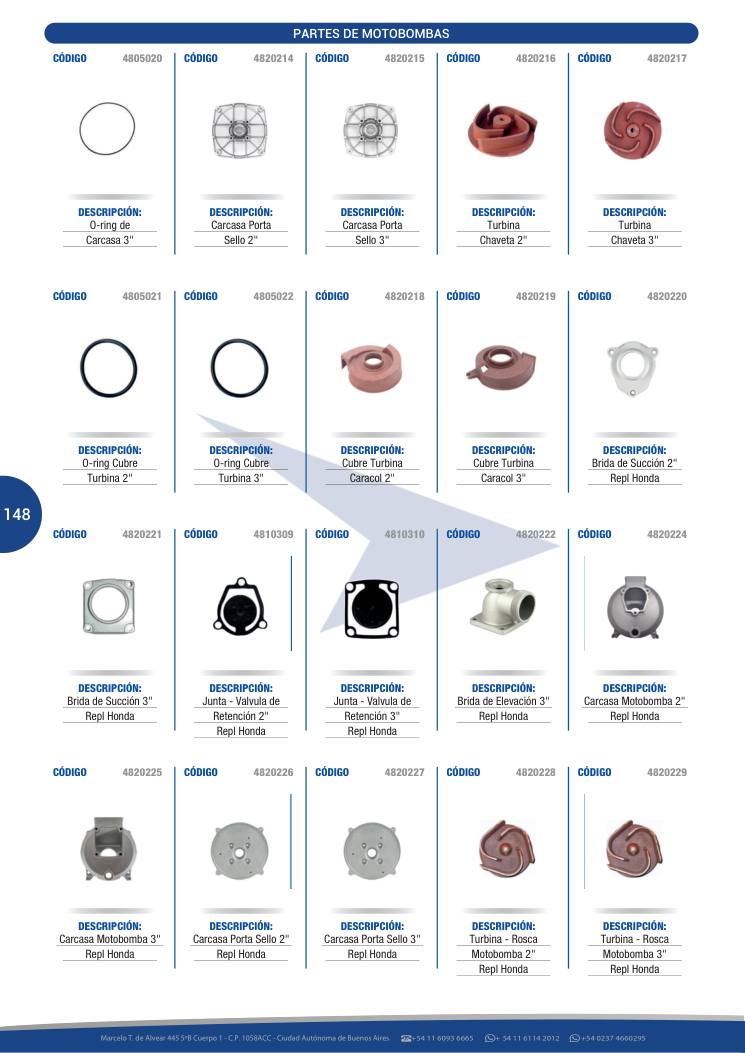 PARTES DE MOTOBOMBAS
CÓDIGO 4805020
DESCRIPCIÓN:
O-ring de
Carcasa 3"
CÓDIGO 4820214
DESCRIPCIÓN:
Carcasa Porta
Sello 2"
CÓDIGO 4820215
DESCRIPCIÓN:
Carcasa Porta
Sello 3"
CÓDIGO 4820216
DESCRIPCIÓN:
Turbina
Chaveta 2"
CÓDIGO 4820217
DESCRIPCIÓN:
Turbina
Chaveta 3"
CÓDIGO 4805021
DESCRIPCIÓN:
O-ring Cubre
Turbina 2"
CÓDIGO 4805022
DESCRIPCIÓN:
O-ring Cubre
Turbina 3"
CÓDIGO 4820218
DESCRIPCIÓN:
Cubre Turbina
Caracol 2"
CÓDIGO 4820219
DESCRIPCIÓN:
Cubre Turbina
Caracol 3"
CÓDIGO 4820220
DESCRIPCIÓN:
Brida de Succión 2"
Repl Honda
148
CÓDIGO 4820221
DESCRIPCIÓN:
Brida de Succión 3"
Repl Honda
CÓDIGO 4810309
DESCRIPCIÓN:
Junta - Valvula de
Retención 2"
Repl Honda
CÓDIGO 4810310
DESCRIPCIÓN:
Junta - Valvula de
Retención 3"
Repl Honda
CÓDIGO 4820222
DESCRIPCIÓN:
Brida de Elevación 3"
Repl Honda
CÓDIGO 4820224
DESCRIPCIÓN:
Carcasa Motobomba 2"
Repl Honda
CÓDIGO 4820225
DESCRIPCIÓN:
Carcasa Motobomba 3"
Repl Honda
CÓDIGO 4820226
DESCRIPCIÓN:
Carcasa Porta Sello 2"
Repl Honda
CÓDIGO 4820227
DESCRIPCIÓN:
Carcasa Porta Sello 3"
Repl Honda
CÓDIGO 4820228
DESCRIPCIÓN:
Turbina - Rosca
Motobomba 2"
Repl Honda
CÓDIGO 4820229
DESCRIPCIÓN:
Turbina - Rosca
Motobomba 3"
Repl Honda
Marcelo T. de Alvear 445 5ºB Cuerpo 1 - C.P. 1058ACC - Ciudad Autónoma de Buenos Aires. +54 11 6093 6665 + 54 11 6114 2012 +54 0237 4660295